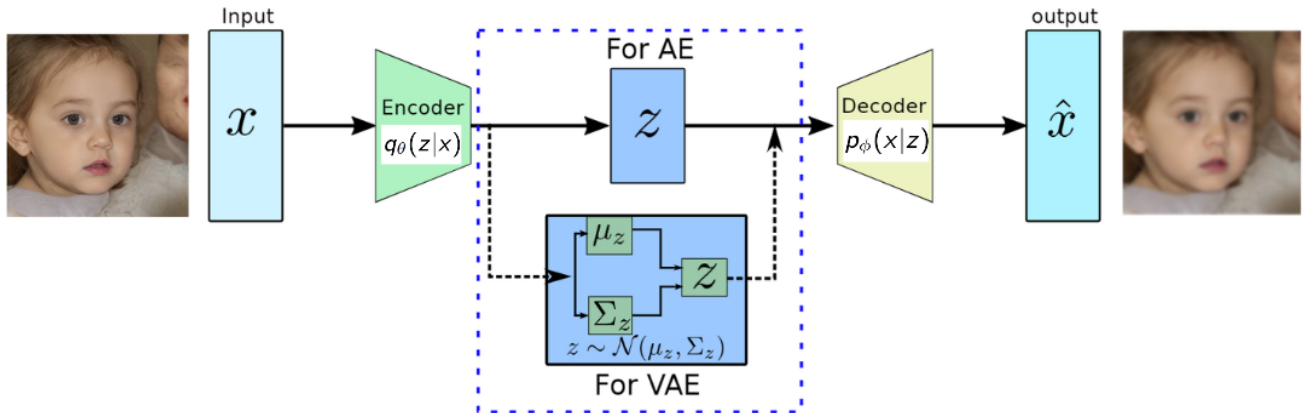 Input
x
Encoder
q_θ(z|x)
For AE
z
μ_z
Σ_z
z
z ∼ 𝒩(μ_z, Σ_z)
For VAE
Decoder
p_ϕ(x|z)
output
x̂